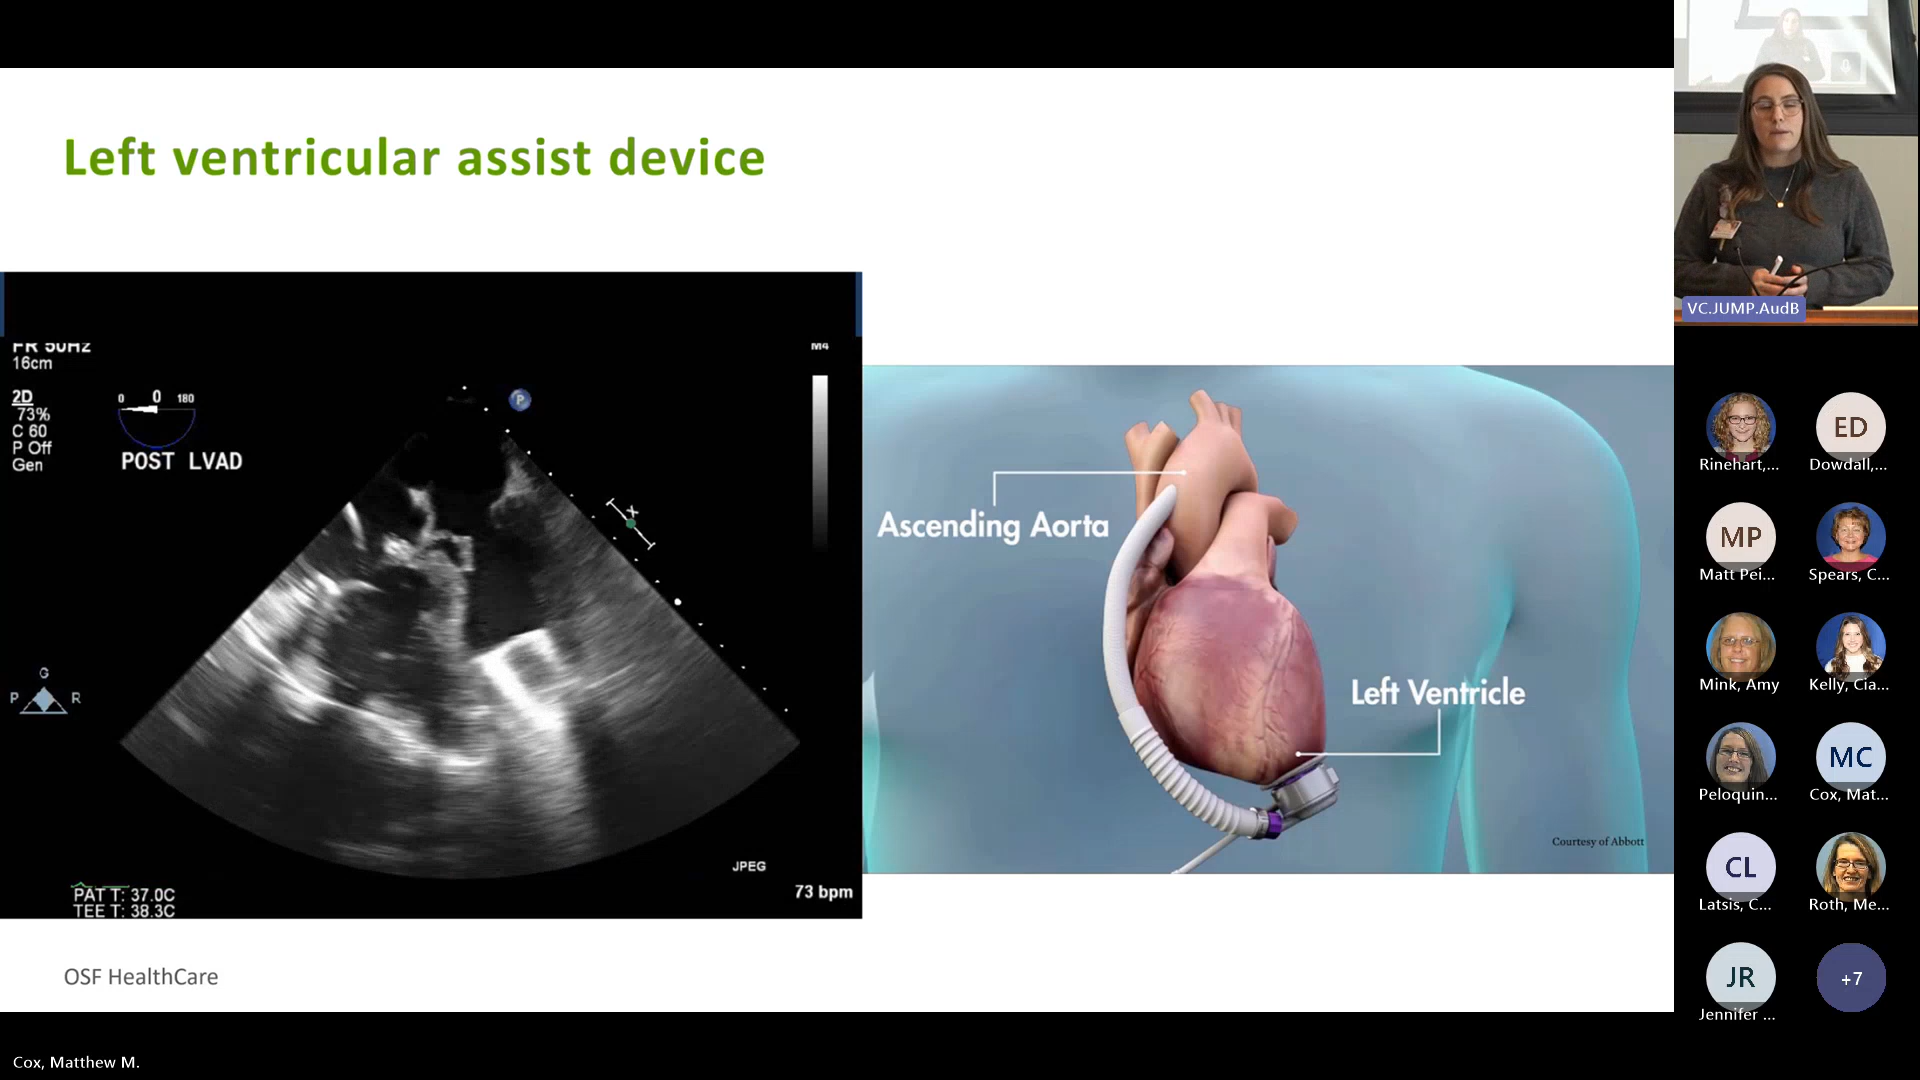 Left ventricular assist device
FR 50Hz
16cm
M4
2D
73%
C 60
P Off
Gen
0 0 180
P
POST LVAD
X
G
P R
JPEG
PAT T: 37.0C
TEE T: 38.3C
73 bpm
Ascending Aorta
Left Ventricle
Courtesy of Abbott
OSF HealthCare
Cox, Matthew M.
VC.JUMP.AudB
Rinehart,...
ED
Dowdall,...
MP
Matt Pei...
Spears, C...
Mink, Amy
Kelly, Cia...
Peloquin...
MC
Cox, Mat...
CL
Latsis, C...
Roth, Me...
JR
Jennifer ...
+7